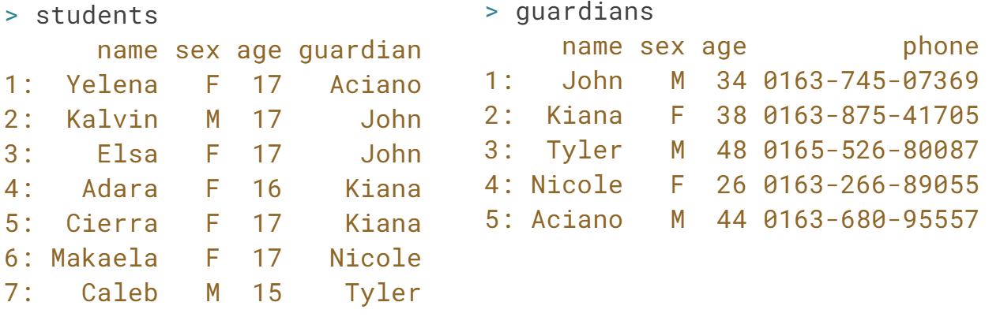 > students
name sex age guardian
1: Yelena F 17 Aciano
2: Kalvin M 17 John
3: Elsa F 17 John
4: Adara F 16 Kiana
5: Cierra F 17 Kiana
6: Makaela F 17 Nicole
7: Caleb M 15 Tyler
> guardians
name sex age phone
1: John M 34 0163-745-07369
2: Kiana F 38 0163-875-41705
3: Tyler M 48 0165-526-80087
4: Nicole F 26 0163-266-89055
5: Aciano M 44 0163-680-95557